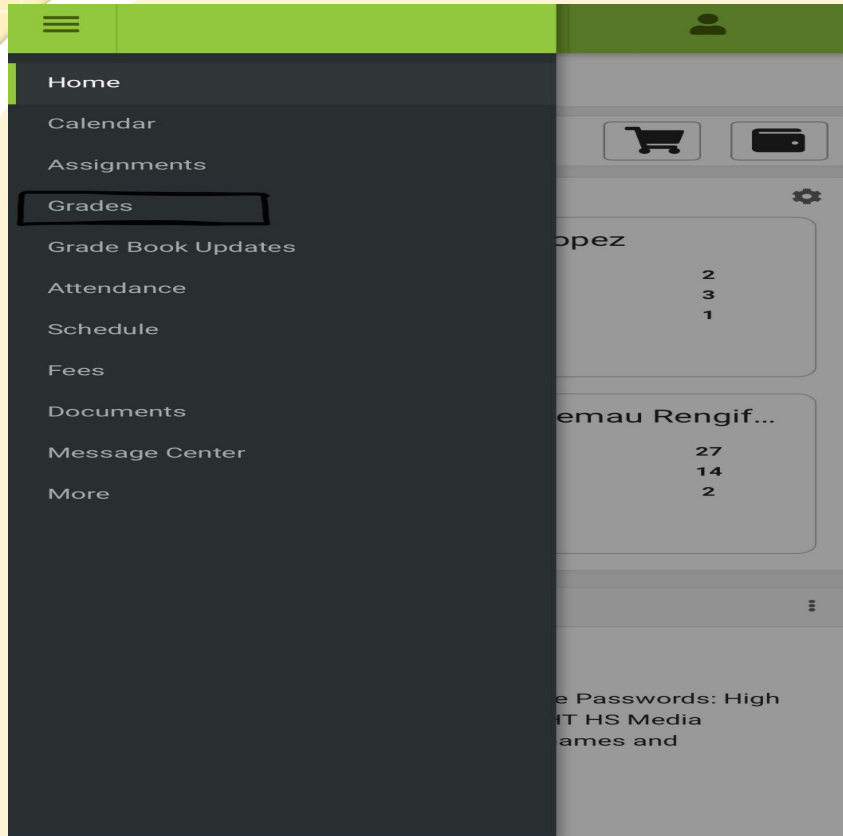 Home
Calendar
Assignments
Grades
Grade Book Updates
Attendance
Schedule
Fees
Documents
Message Center
More
opez
2
3
1
emau Rengif...
27
14
2
e Passwords: High
HT HS Media
ames and